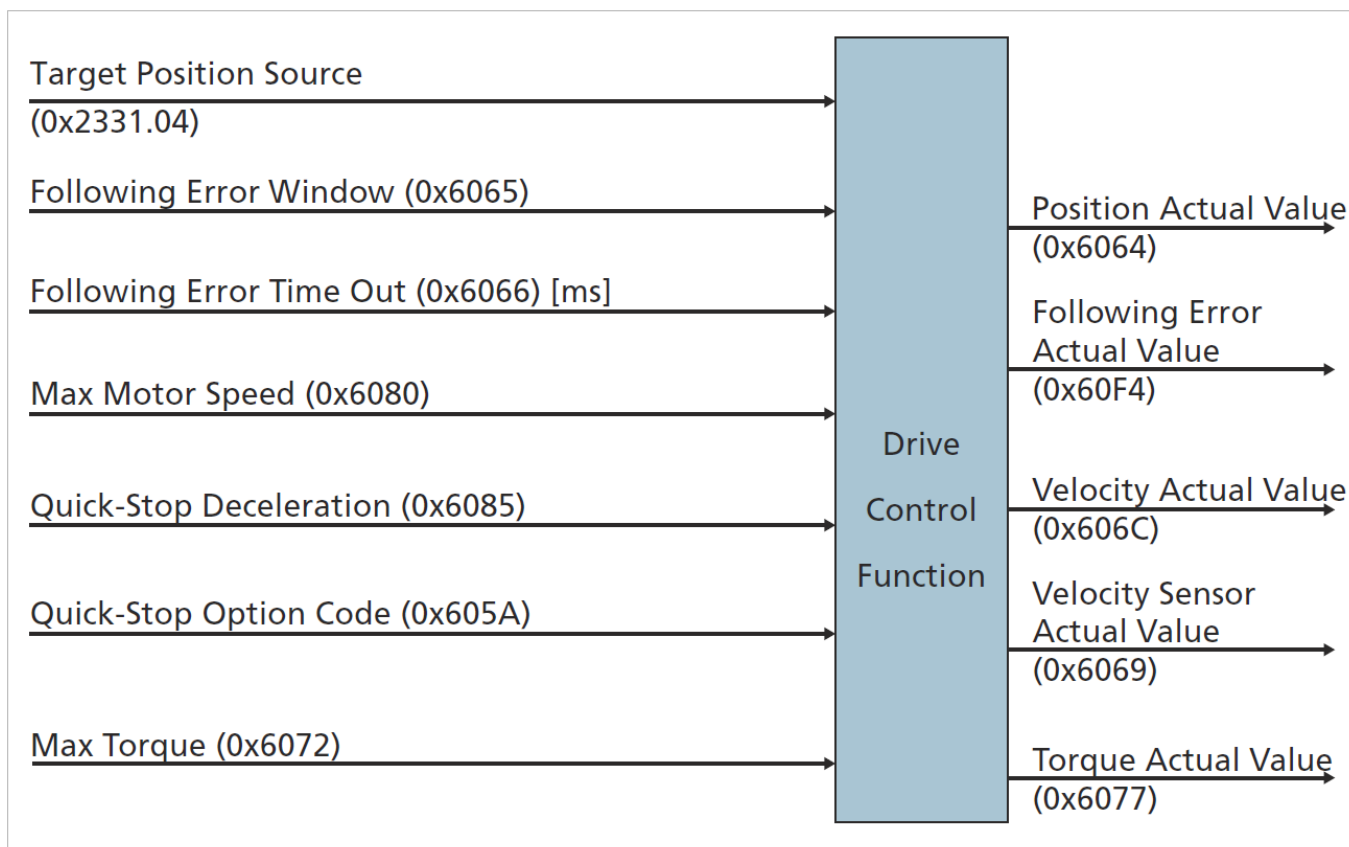 Target Position Source
(0x2331.04)
Following Error Window (0x6065)
Following Error Time Out (0x6066) [ms]
Max Motor Speed (0x6080)
Quick-Stop Deceleration (0x6085)
Quick-Stop Option Code (0x605A)
Max Torque (0x6072)
Drive
Control
Function
Position Actual Value
(0x6064)
Following Error
Actual Value
(0x60F4)
Velocity Actual Value
(0x606C)
Velocity Sensor
Actual Value
(0x6069)
Torque Actual Value
(0x6077)